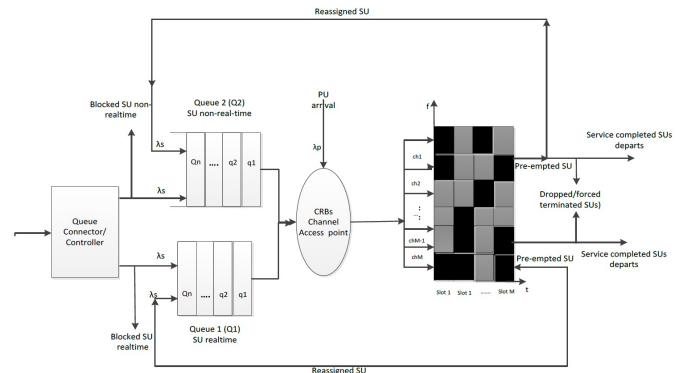 Reassigned SU
Queue 2 (Q2)
SU non-real-time
PU
arrival
Blocked SU non-
realtime
f
λs
λp
Qn
....
q2
q1
ch1
Service completed SUs
departs
Pre-empted SU
ch2
Dropped/forced
terminated SUs)
λs
CRBs
Channel
Access point
Queue
Connector/
Controller
:
...:
chM-1
λs
Qn
....
q2
q1
chM
Pre-empted SU
Service completed SUs
departs
λs
t
Slot 1
Slot 1
......
Slot M
Queue 1 (Q1)
SU realtime
Blocked SU
realtime
Reassigned SU